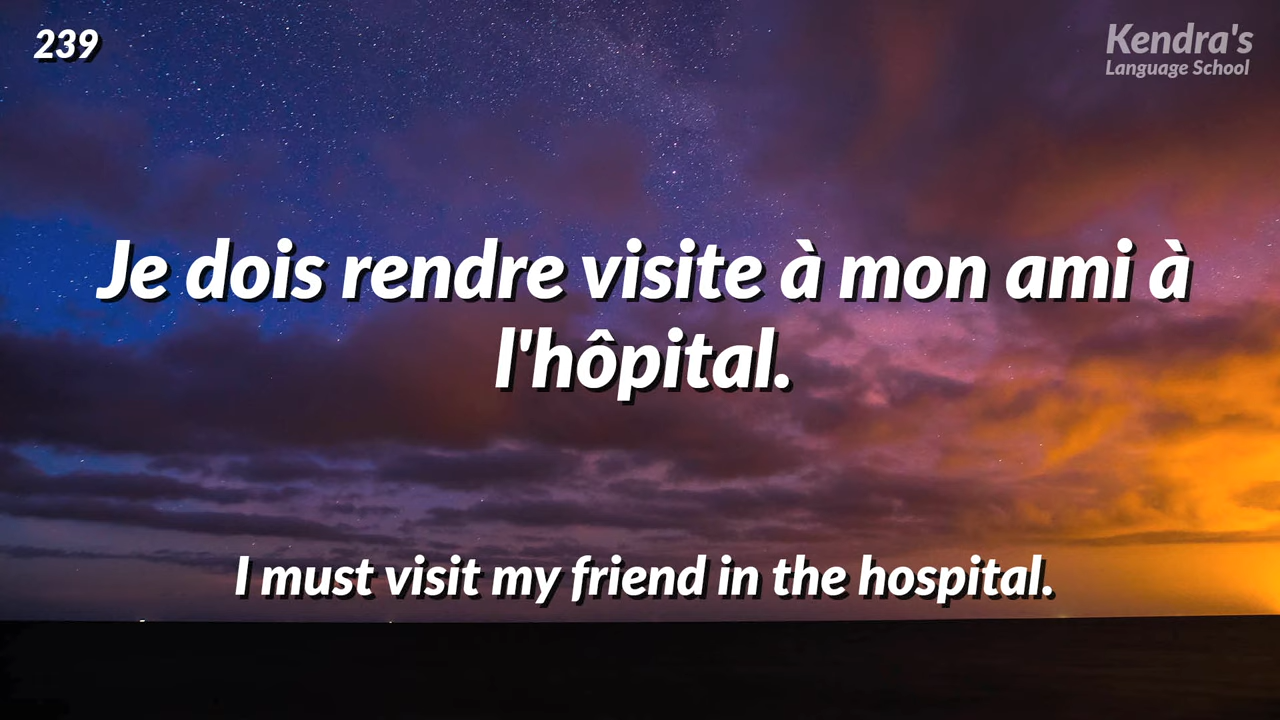 239
Kendra's
Language School
Je dois rendre visite à mon ami à
l'hôpital.
I must visit my friend in the hospital.